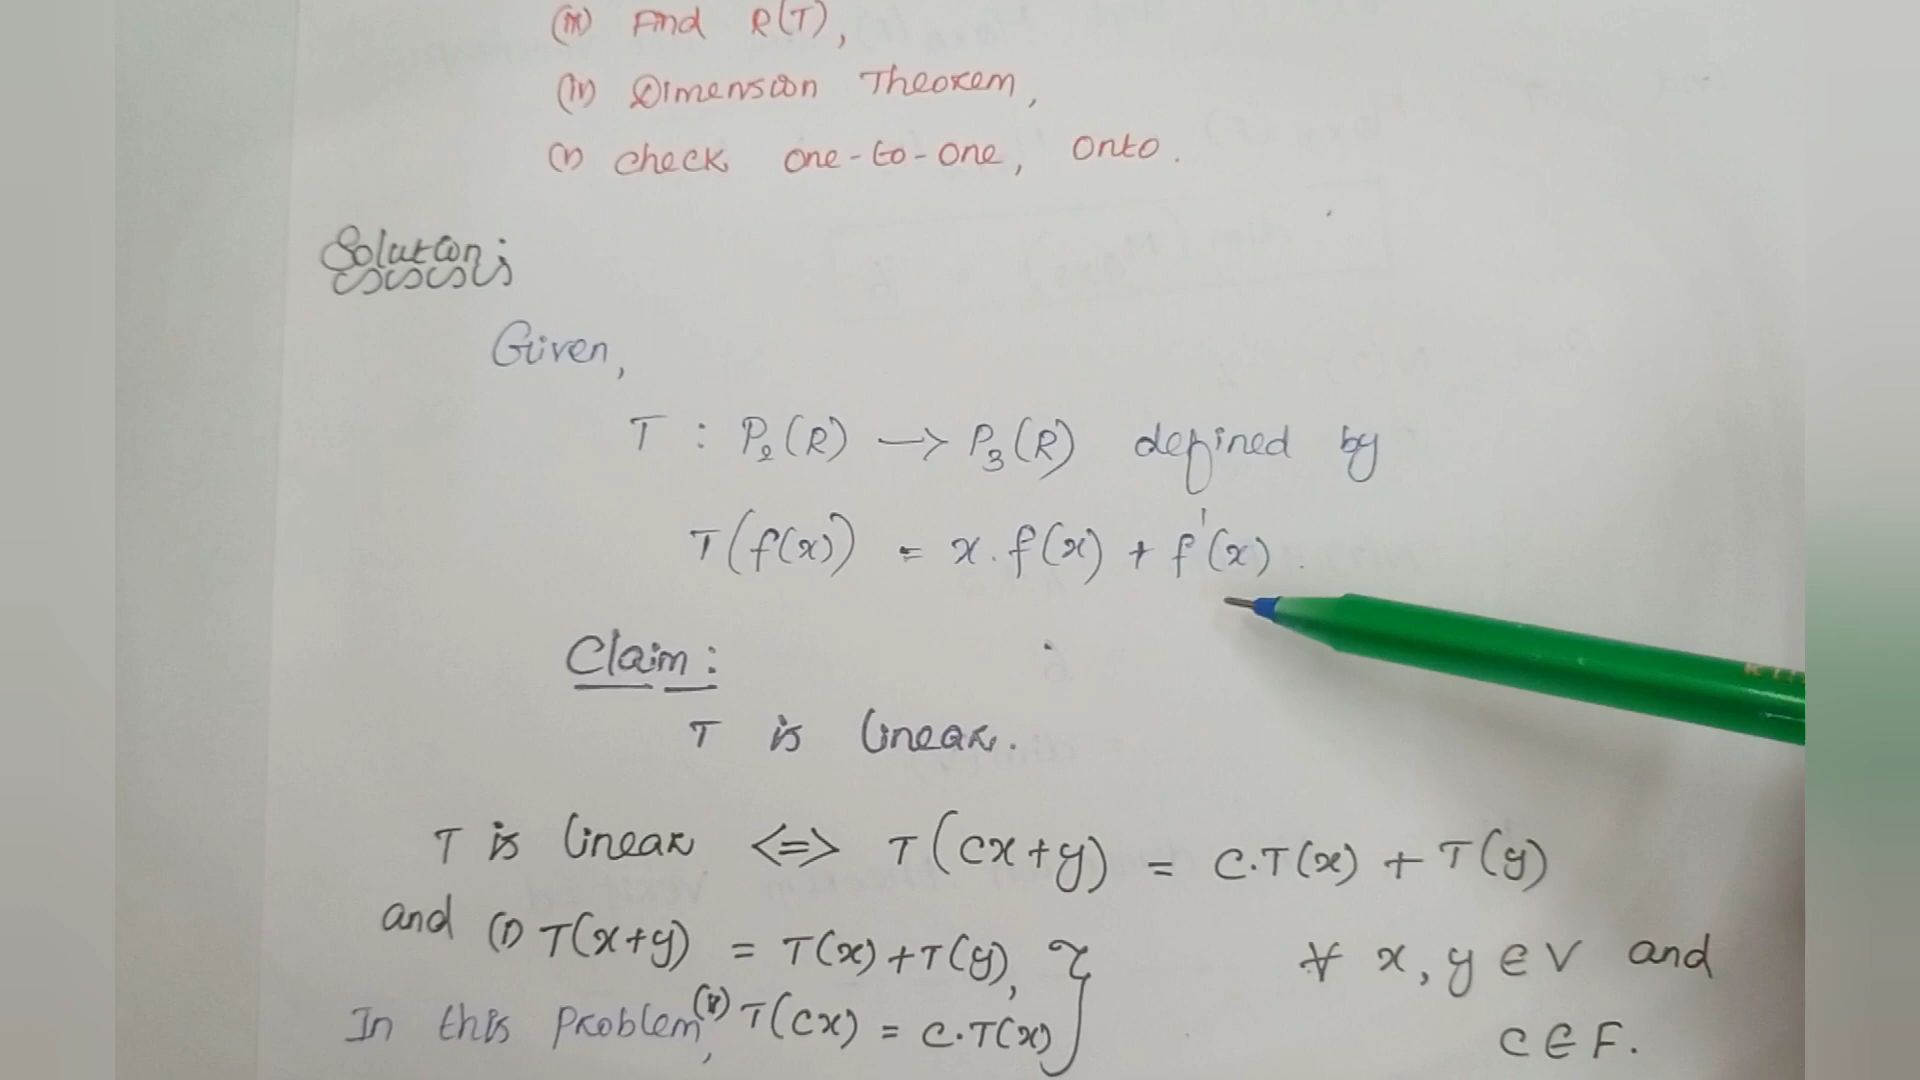 (iii) Find R(T),
(iv) Dimension Theorem,
(v) check one-to-one, onto.
Solution:
Given,
T : P₂(R) → P₃(R) defined by
T(f(x)) = x.f(x) + f'(x).
Claim:
T is linear.
T is linear <=> T(cx+y) = c.T(x) + T(y)
and (i) T(x+y) = T(x)+T(y), } ∀ x, y ∈ V and
In this problem, (ii) T(cx) = c.T(x) c ∈ F.